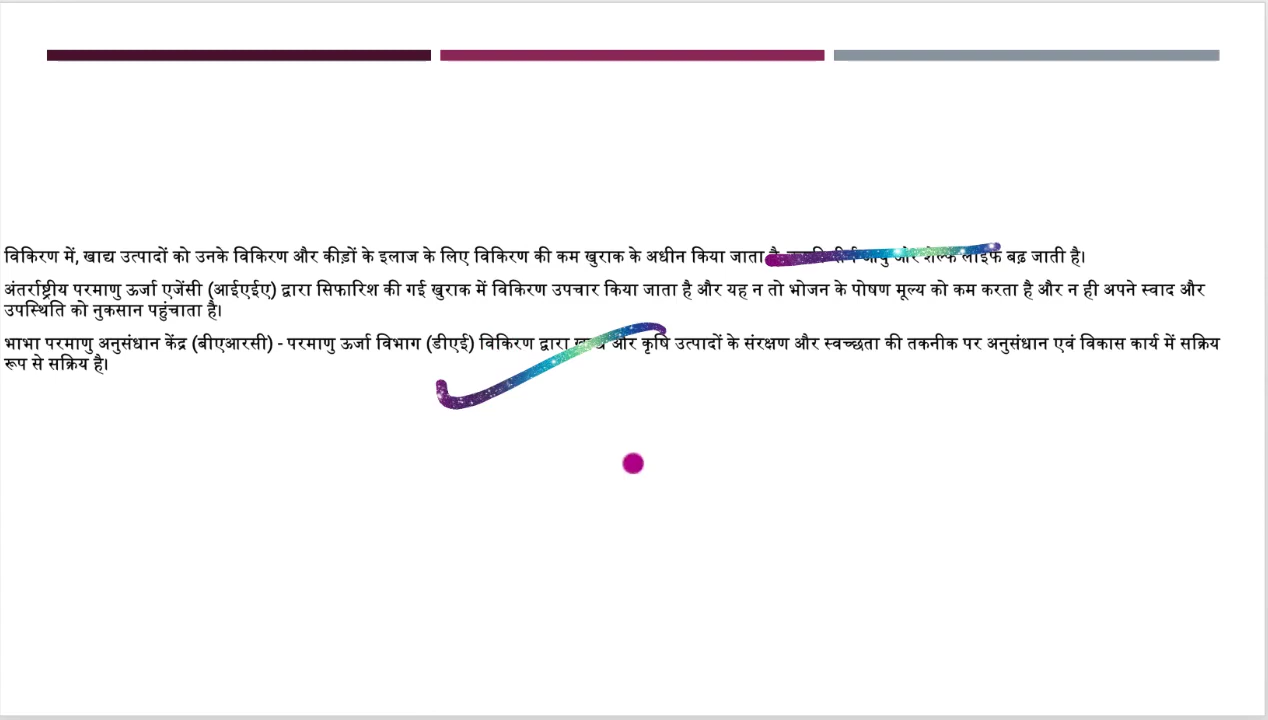 विकिरण में, खाद्य उत्पादों को उनके विकिरण और कीड़ों के इलाज के लिए विकिरण की कम खुराक के अधीन किया जाता है, आयु और शेल्फ लाइफ बढ़ जाती है।
अंतर्राष्ट्रीय परमाणु ऊर्जा एजेंसी (आईएईए) द्वारा सिफारिश की गई खुराक में विकिरण उपचार किया जाता है और यह न तो भोजन के पोषण मूल्य को कम करता है और न ही अपने स्वाद और
उपस्थिति को नुकसान पहुंचाता है।
भाभा परमाणु अनुसंधान केंद्र (बीएआरसी) - परमाणु ऊर्जा विभाग (डीएई) विकिरण द्वारा खाद्य और कृषि उत्पादों के संरक्षण और स्वच्छता की तकनीक पर अनुसंधान एवं विकास कार्य में सक्रिय
रूप से सक्रिय है।